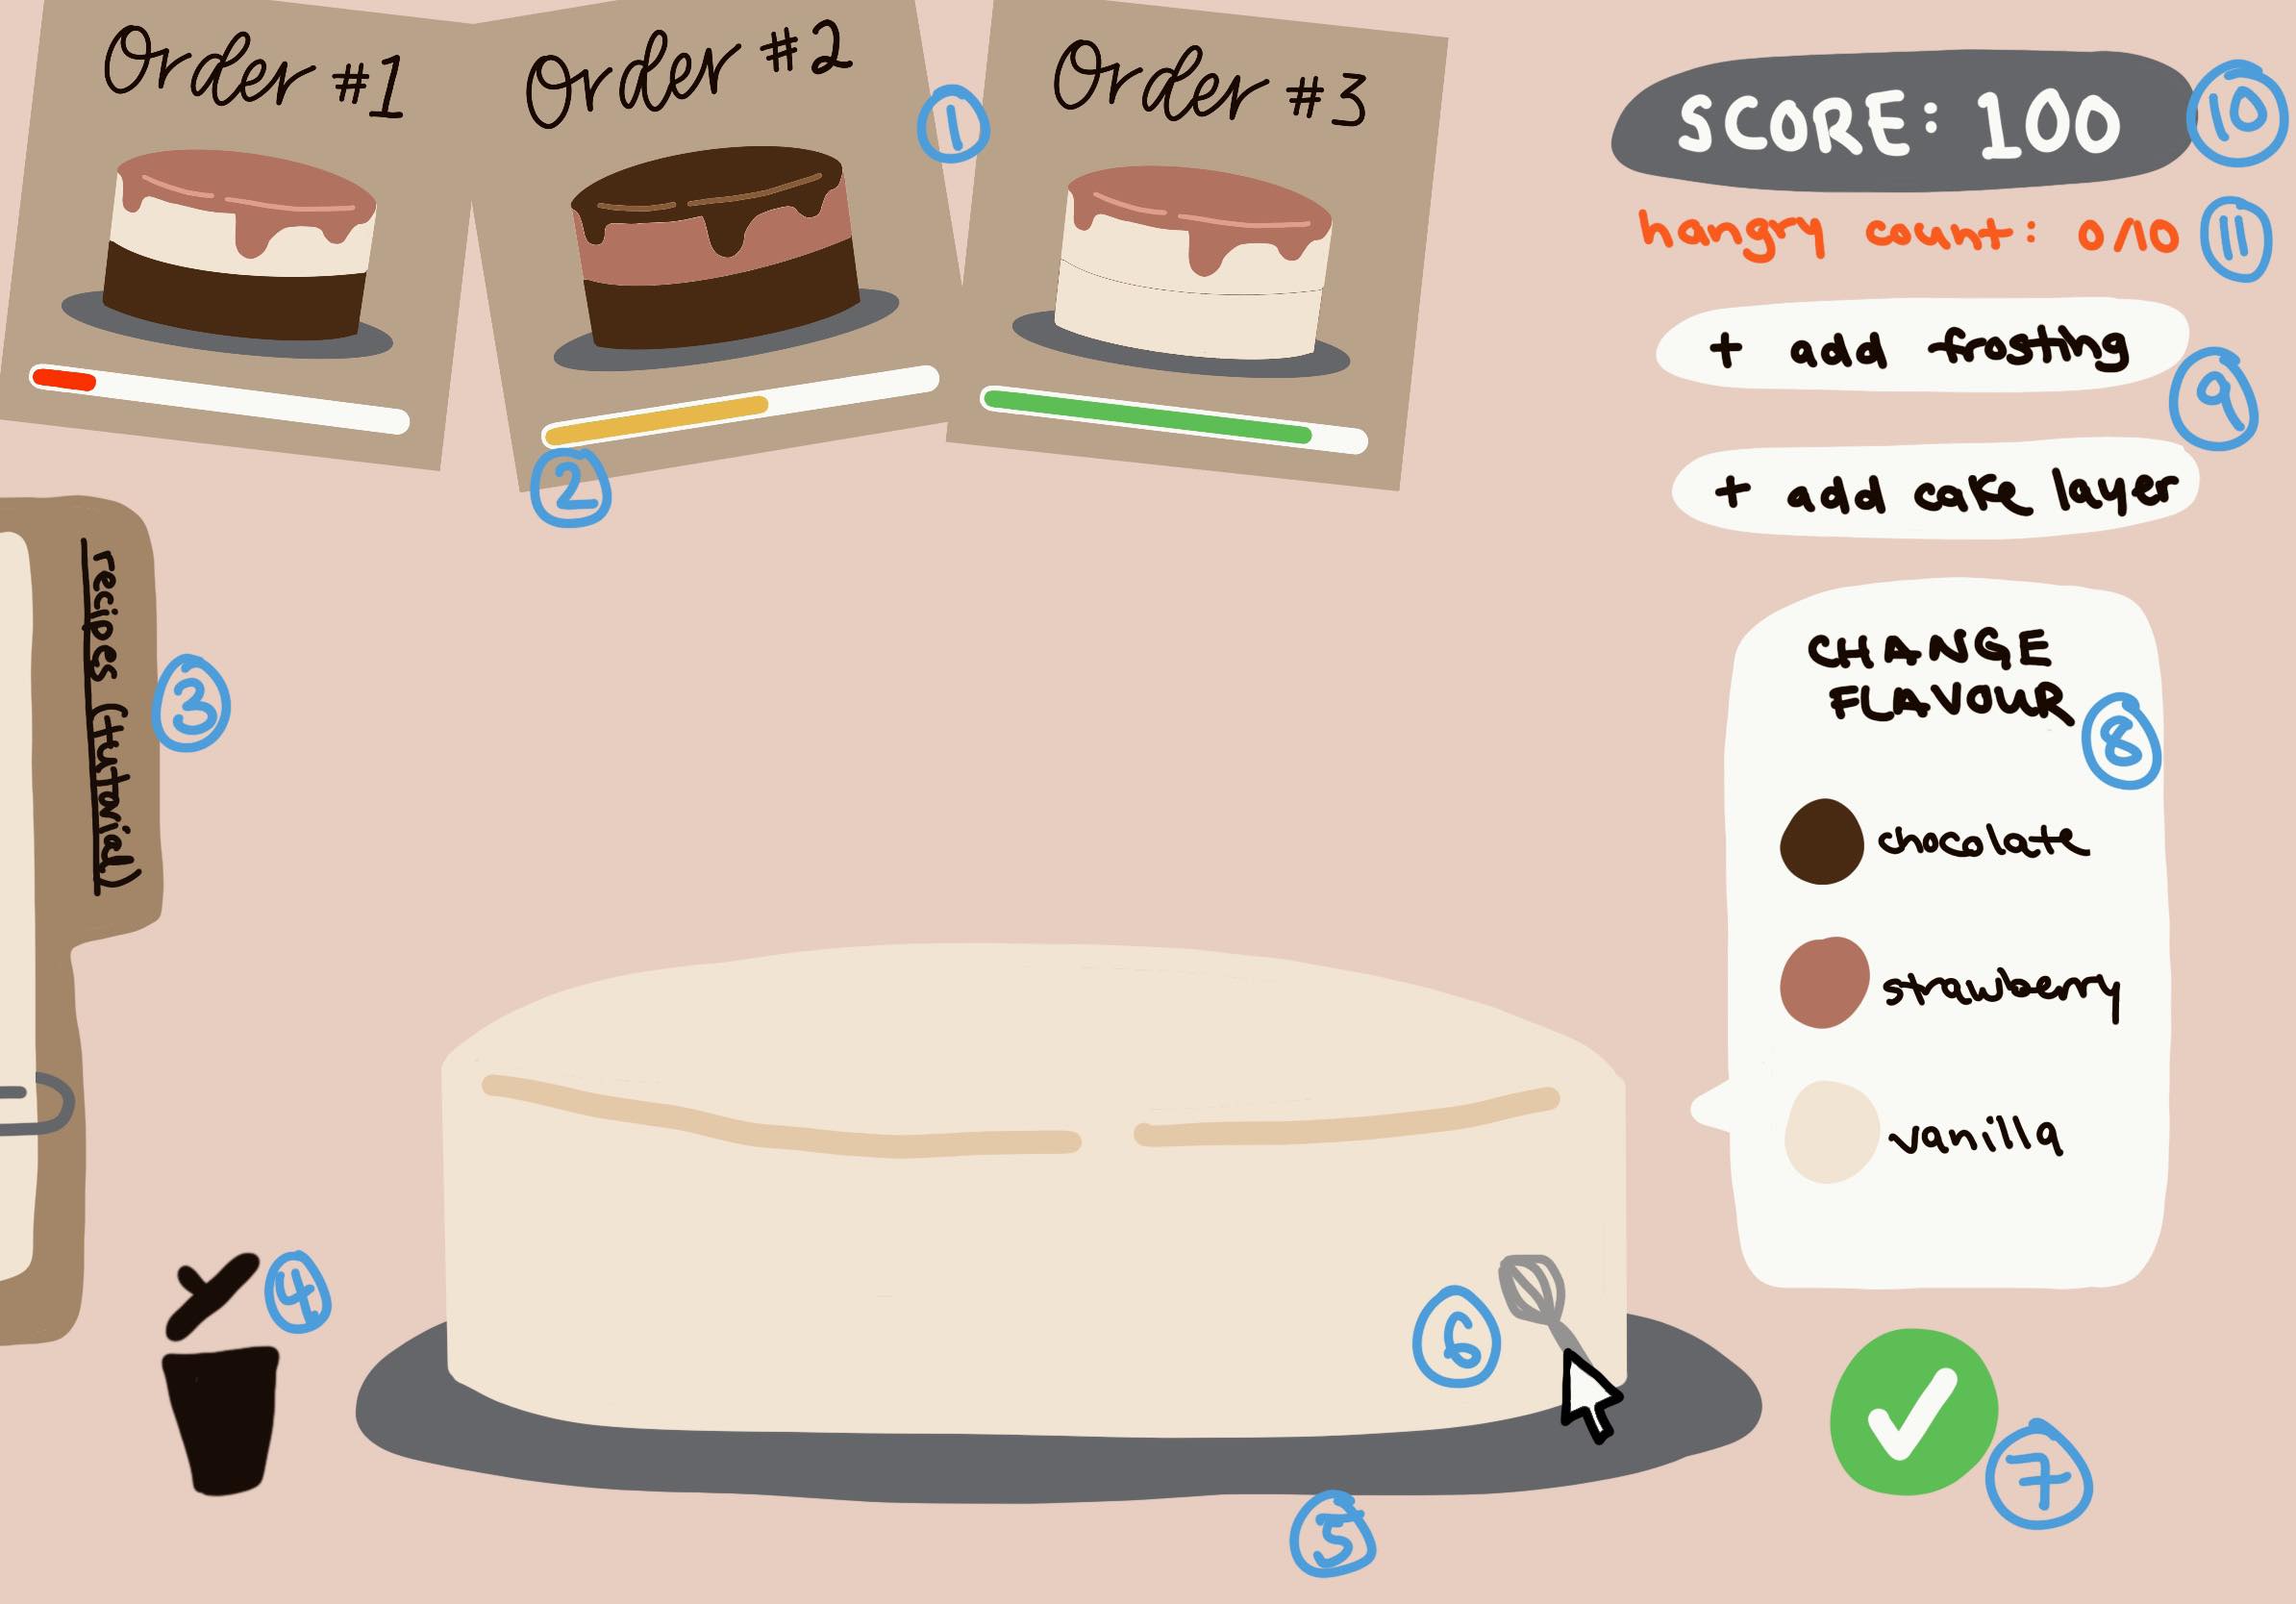 Order #1
Order #2
Order #3
1
2
SCORE: 100
10
hangry count: 0/10
11
+ add frosting
9
+ add cake layer
recipes (tutorial)
3
CHANGE
FLAVOUR
8
chocolate
strawberry
vanilla
4
6
5
7